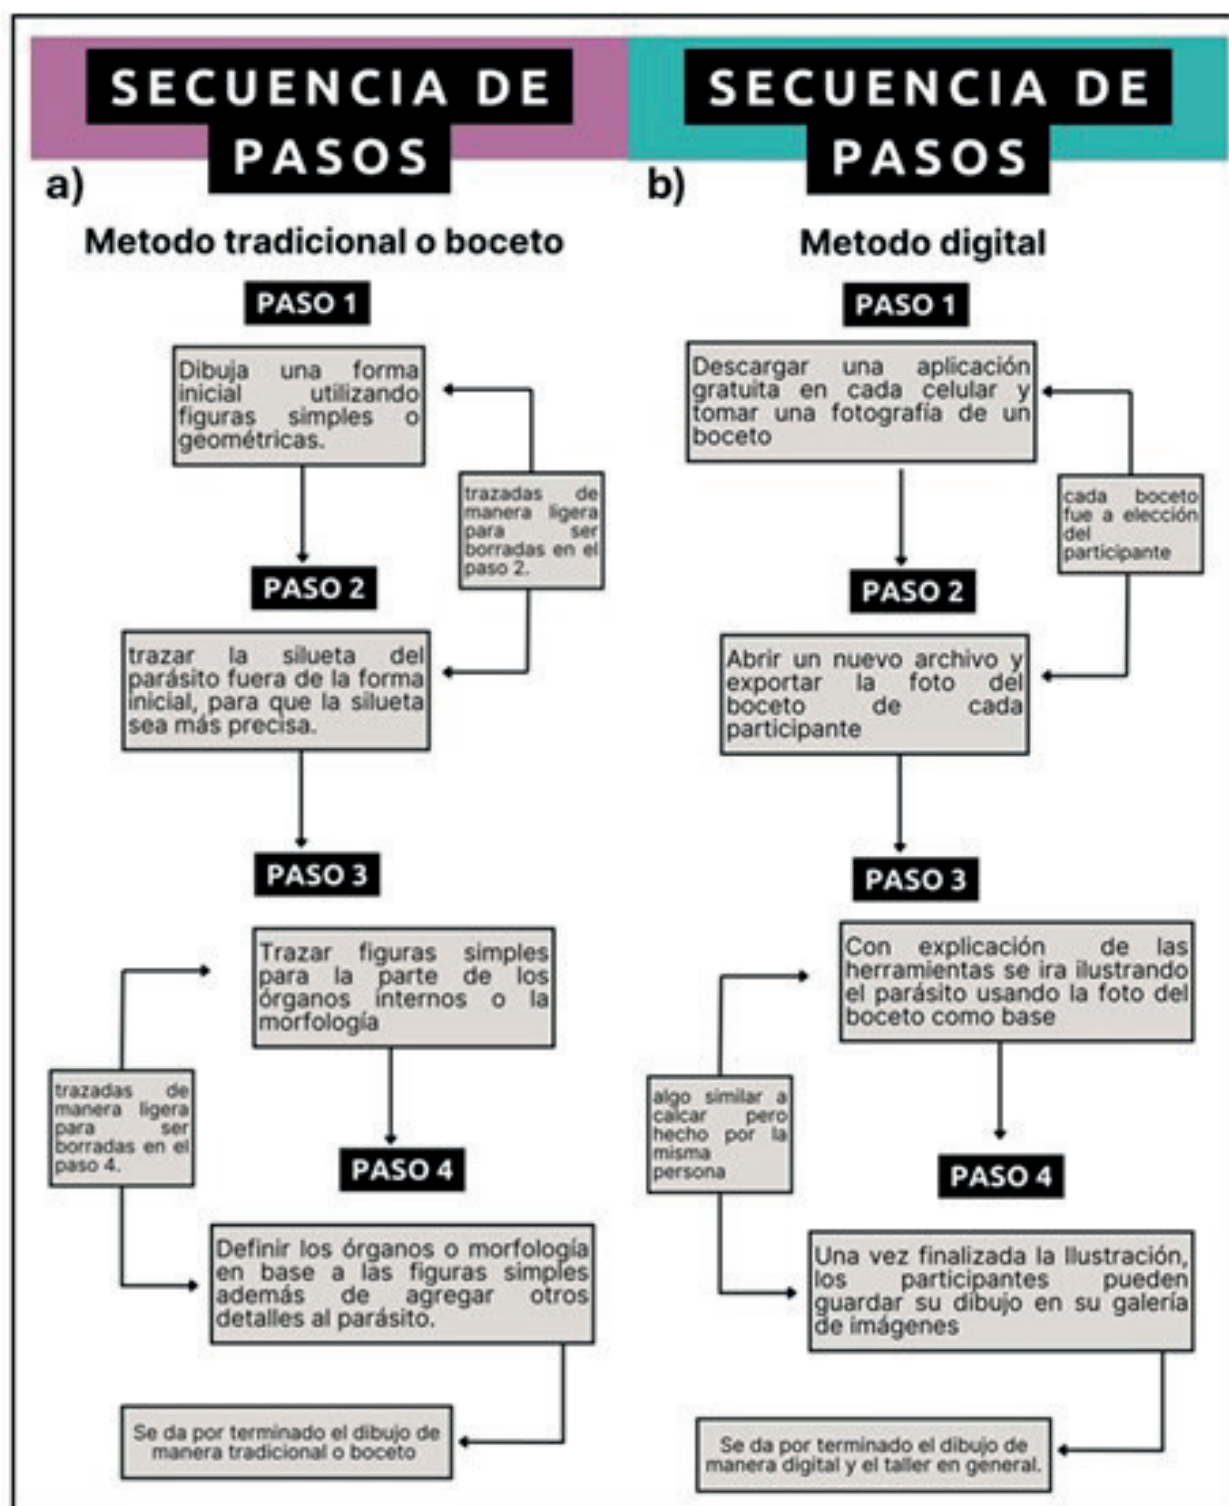 SECUENCIA DE
PASOS
a)
Metodo tradicional o boceto
PASO 1
Dibuja una forma
inicial utilizando
figuras simples o
geométricas.
trazadas de
manera ligera
para ser
borradas en el
paso 2.
PASO 2
trazar la silueta del
parásito fuera de la forma
inicial, para que la silueta
sea más precisa.
PASO 3
Trazar figuras simples
para la parte de los
órganos internos o la
morfología
trazadas de
manera ligera
para ser
borradas en el
paso 4.
PASO 4
Definir los órganos o morfología
en base a las figuras simples
además de agregar otros
detalles al parásito.
Se da por terminado el dibujo de
manera tradicional o boceto
SECUENCIA DE
PASOS
b)
Metodo digital
PASO 1
Descargar una aplicación
gratuita en cada celular y
tomar una fotografía de un
boceto
cada boceto
fue a elección
del
participante
PASO 2
Abrir un nuevo archivo y
exportar la foto del
boceto de cada
participante
PASO 3
Con explicación de las
herramientas se ira ilustrando
el parásito usando la foto del
boceto como base
algo similar a
calcar pero
hecho por la
misma
persona
PASO 4
Una vez finalizada la Ilustración,
los participantes pueden
guardar su dibujo en su galería
de imágenes
Se da por terminado el dibujo de
manera digital y el taller en general.